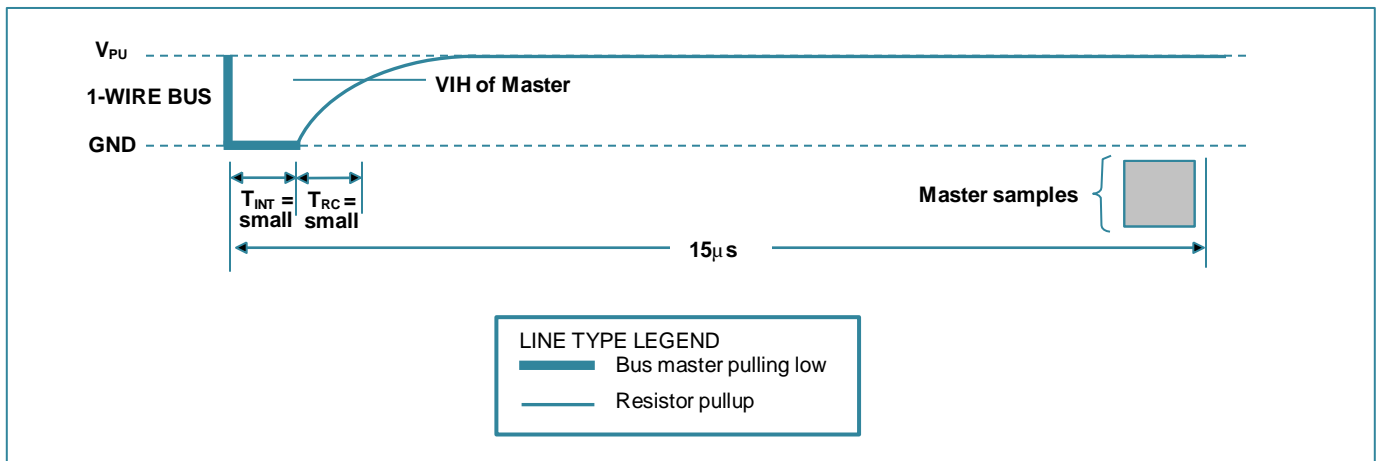 VPU
1-WIRE BUS
VIH of Master
GND
TINT =
small
TRC =
small
Master samples
15μs
LINE TYPE LEGEND
Bus master pulling low
Resistor pullup